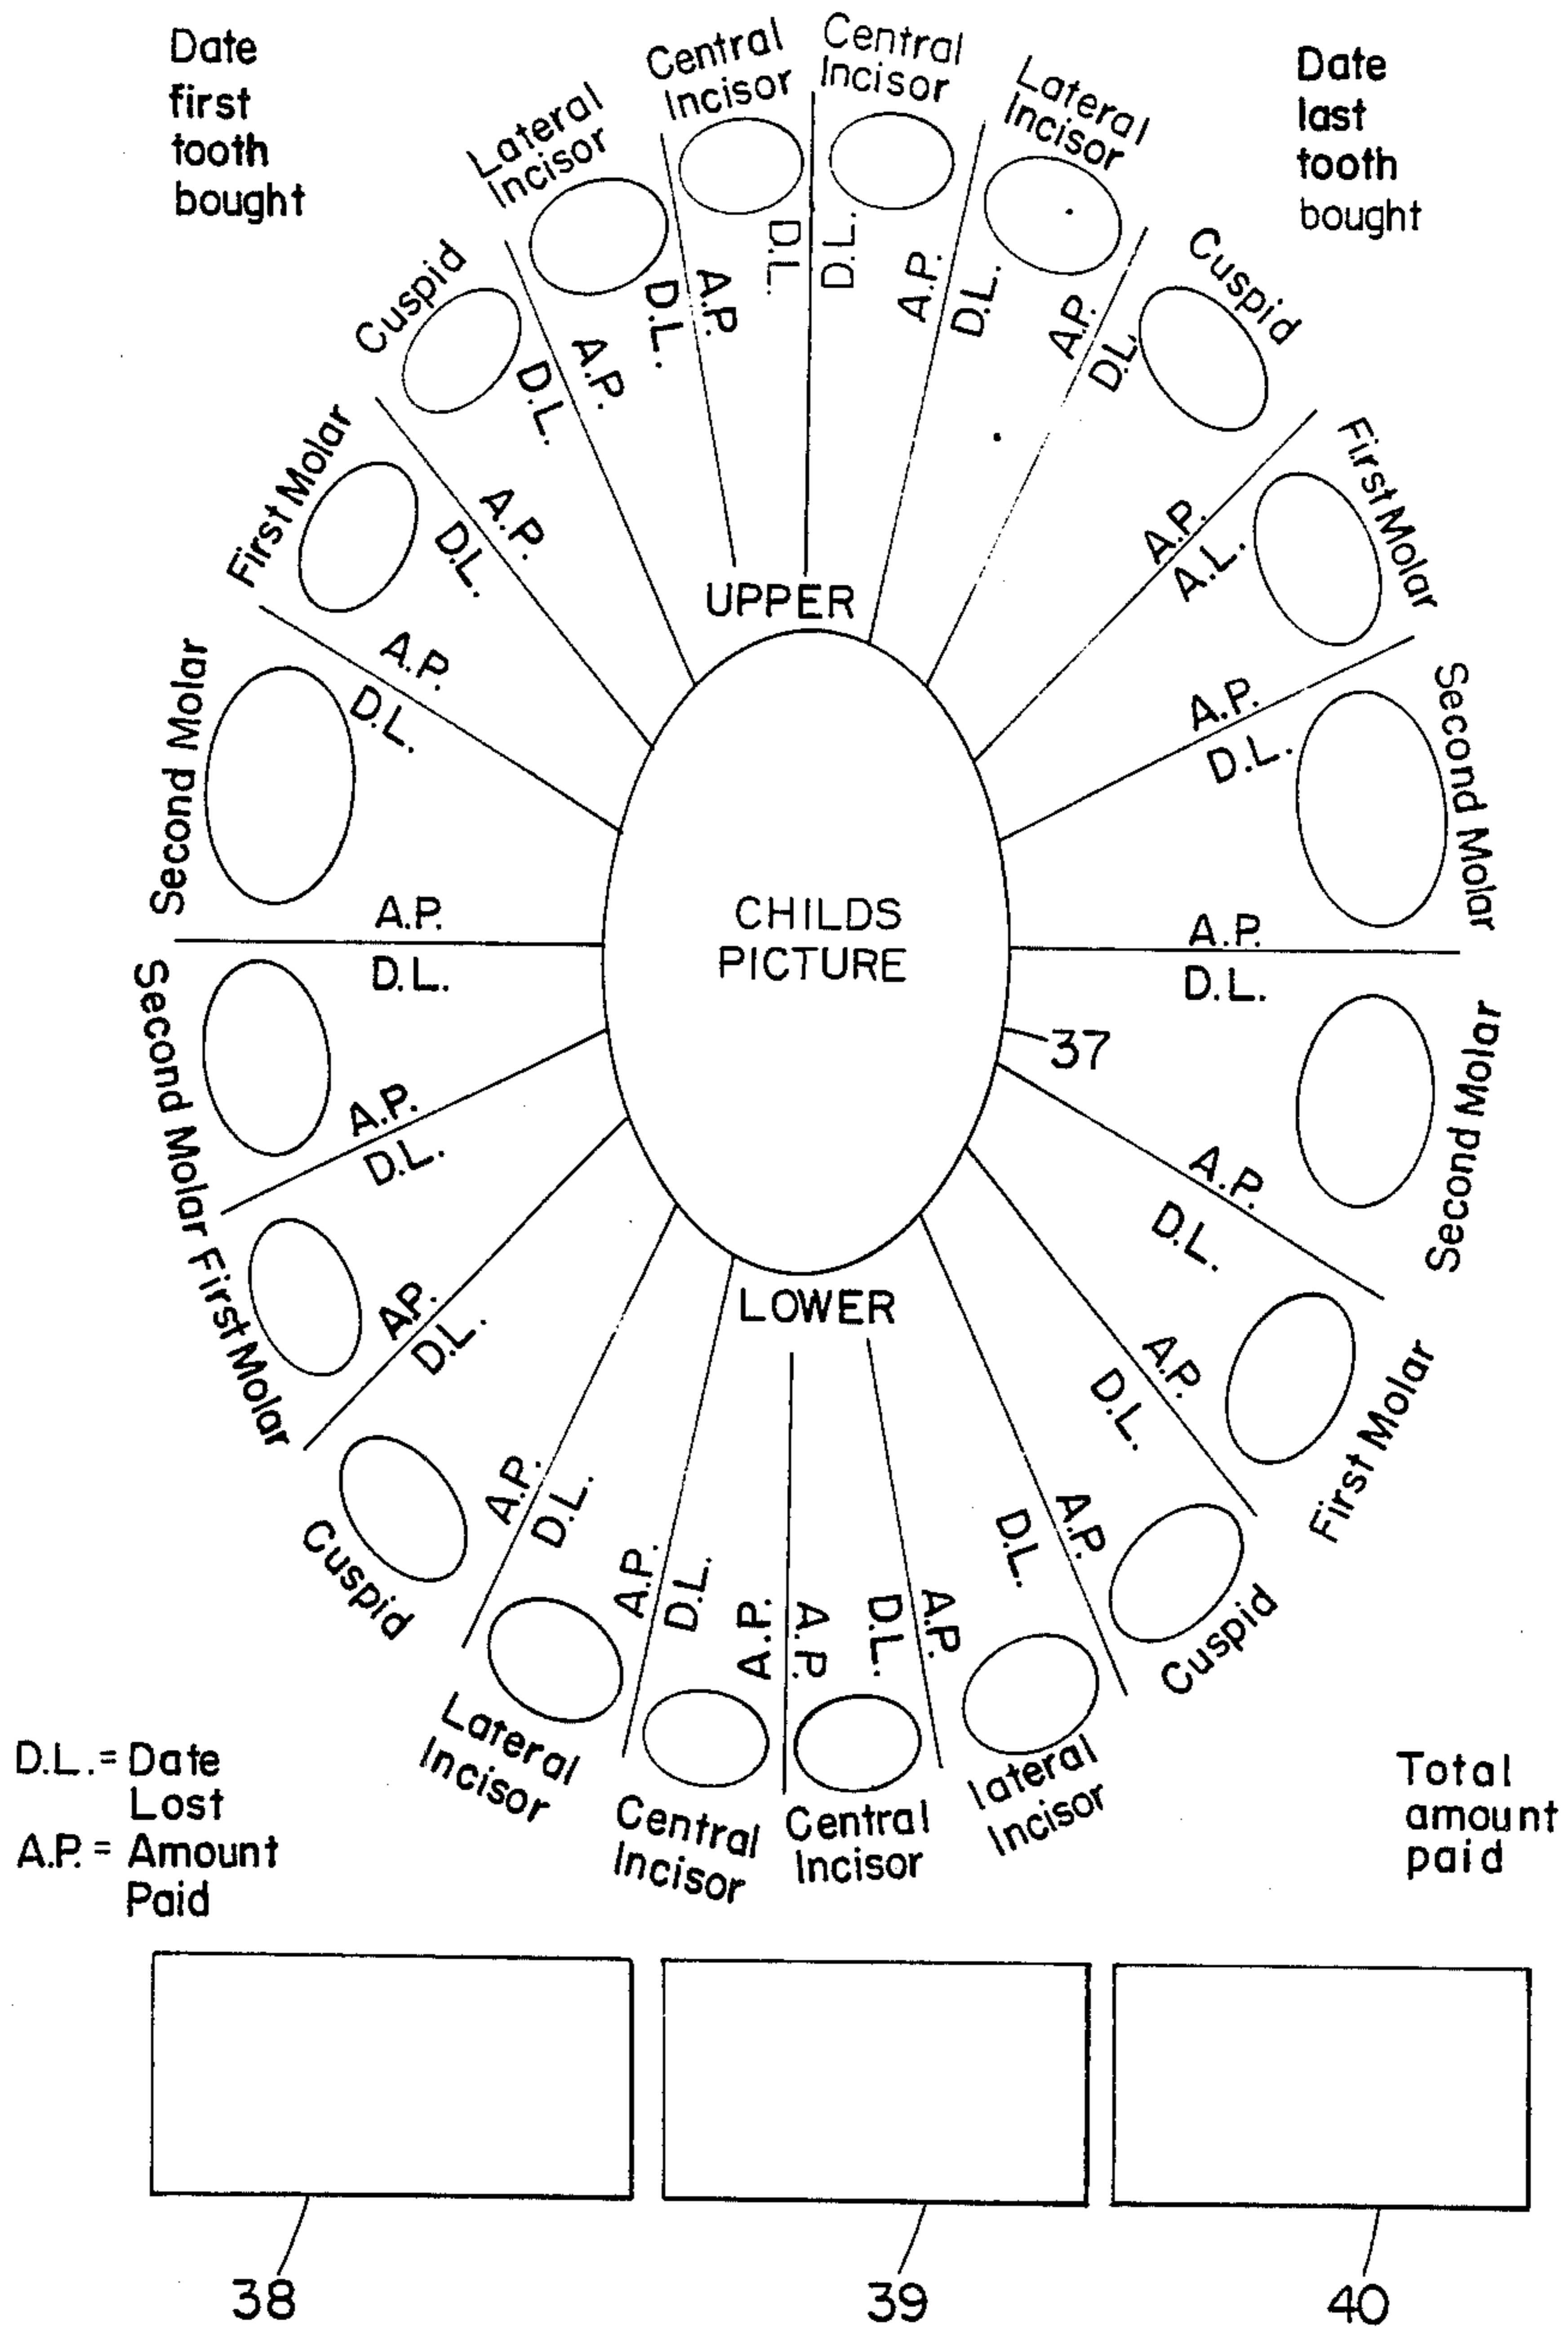 Date
first
tooth
bought
Date
last
tooth
bought
Central
Incisor
D.L.
A.P.
Central
Incisor
D.L.
A.P.
Lateral
Incisor
D.L.
A.P.
Lateral
Incisor
D.L.
A.P.
Cuspid
D.L.
A.P.
Cuspid
D.L.
A.P.
First Molar
D.L.
A.P.
First Molar
A.L.
A.P.
Second Molar
D.L.
A.P.
Second Molar
D.L.
A.P.
UPPER
CHILDS
PICTURE
37
LOWER
Second Molar
D.L.
A.P.
Second Molar
D.L.
A.P.
First Molar
D.L.
A.P.
First Molar
D.L.
A.P.
Cuspid
D.L.
A.P.
Cuspid
D.L.
A.P.
Lateral
Incisor
D.L.
A.P.
lateral
Incisor
D.L.
A.P.
Central
Incisor
D.L.
A.P.
Central
Incisor
D.L.
A.P.
D.L.= Date
Lost
A.P. = Amount
Paid
Total
amount
paid
38
39
40